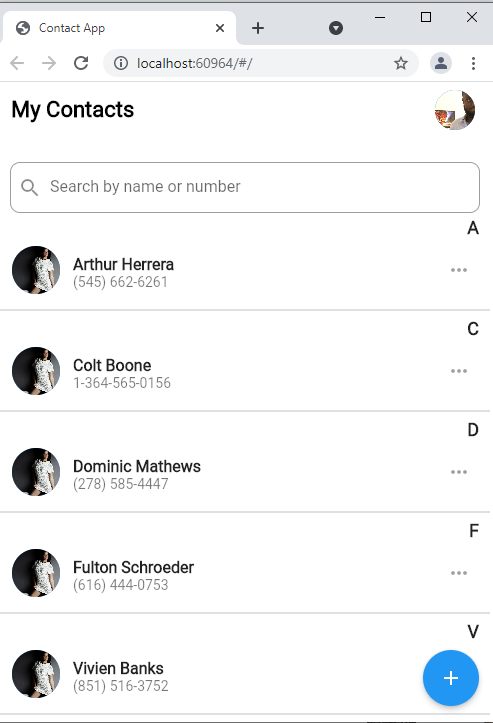 Contact App
localhost:60964/#/
My Contacts
Search by name or number
A
Arthur Herrera
(545) 662-6261
C
Colt Boone
1-364-565-0156
D
Dominic Mathews
(278) 585-4447
F
Fulton Schroeder
(616) 444-0753
V
Vivien Banks
(851) 516-3752